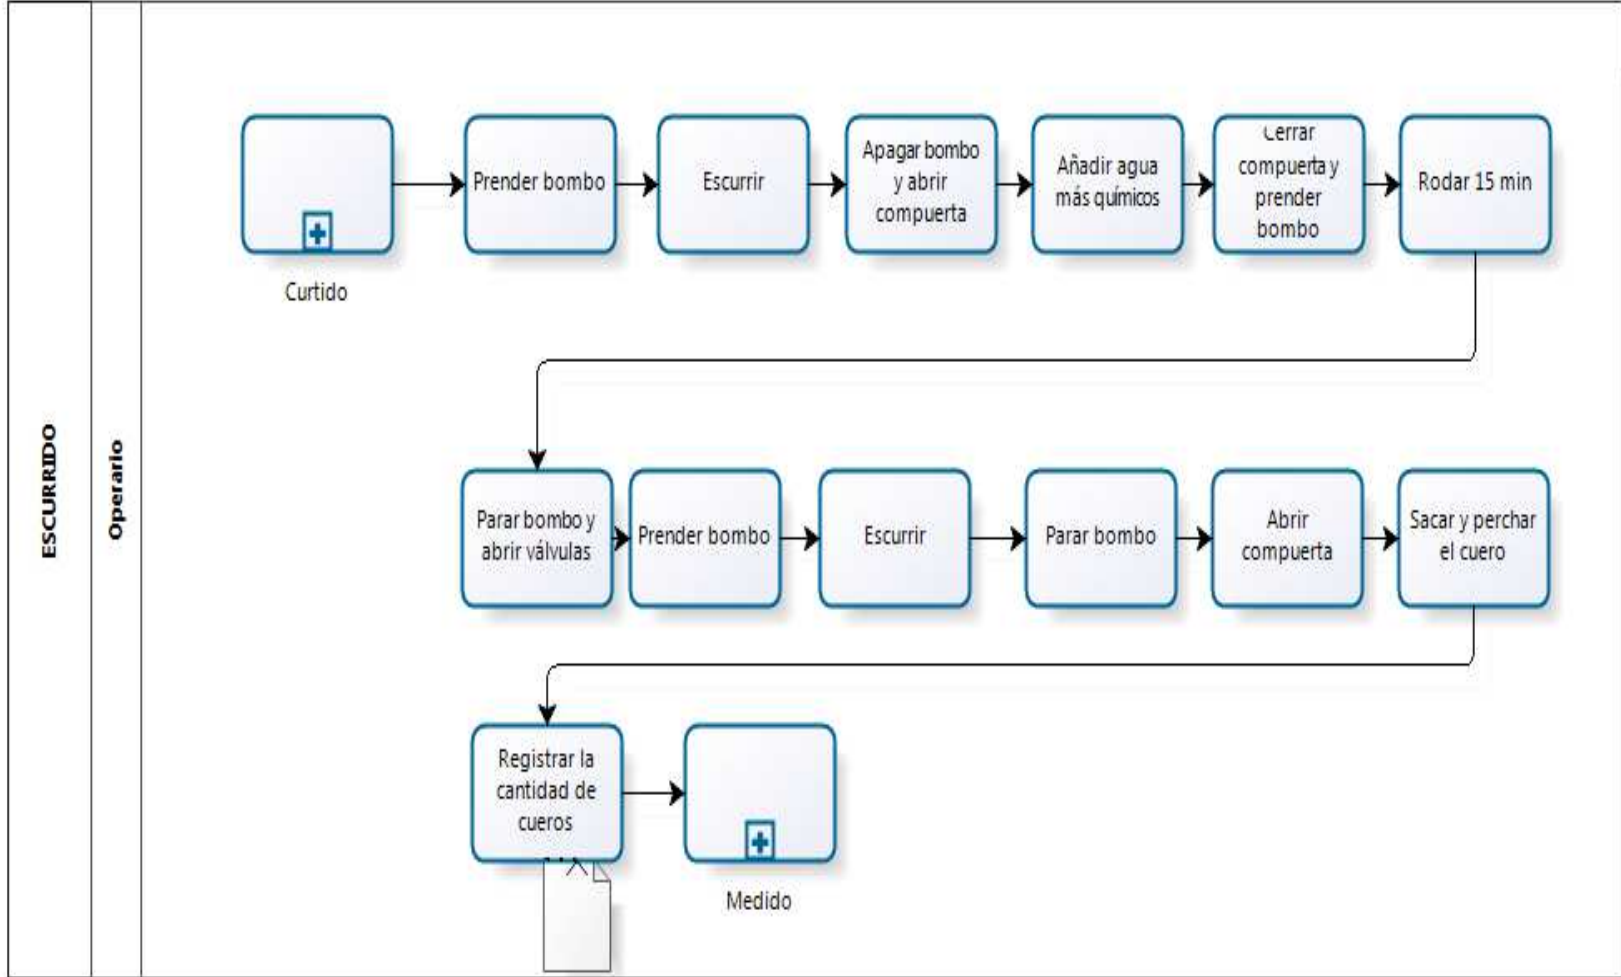 ESCURRIDO
Operario
Curtido
Prender bombo
Escurrir
Apagar bombo
y abrir
compuerta
Añadir agua
más químicos
Cerrar
compuerta y
prender
bombo
Rodar 15 min
Parar bombo y
abrir válvulas
Prender bombo
Escurrir
Parar bombo
Abrir
compuerta
Sacar y perchar
el cuero
Registrar la
cantidad de
cueros
Medido